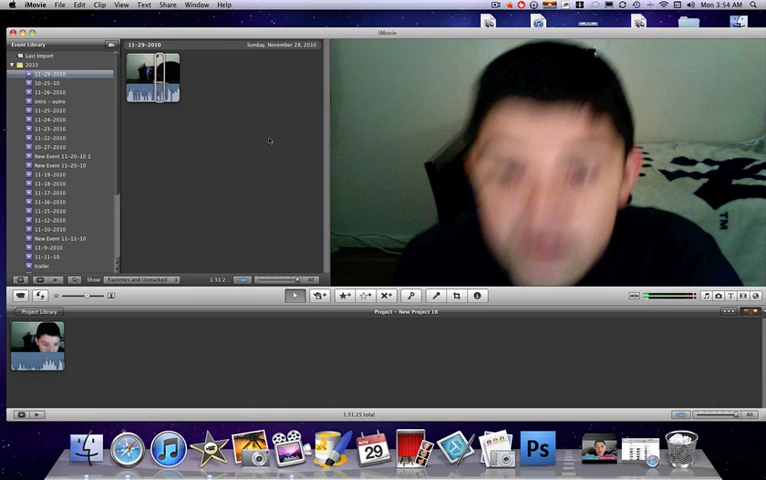 iMovie File Edit Clip View Text Share Window Help
Mon 3:54 AM
iMovie
Event Library
11-29-2010
Sunday, November 28, 2010
Last Import
2010
11-29-2010
10-25-10
11-26-2010
intro - outro
11-25-2010
11-24-2010
11-23-2010
11-22-2010
10-27-2010
New Event 11-20-10 1
New Event 11-20-10
11-19-2010
11-18-2010
11-17-2010
11-16-2010
11-15-2010
11-12-2010
11-10-2010
New Event 11-11-10
11-9-2010
11-11-10
trailer
Show: Favorites and Unmarked
All
Project Library
Project - New Project 18
1:31:25 total
All
NOV
29
Ps
TM